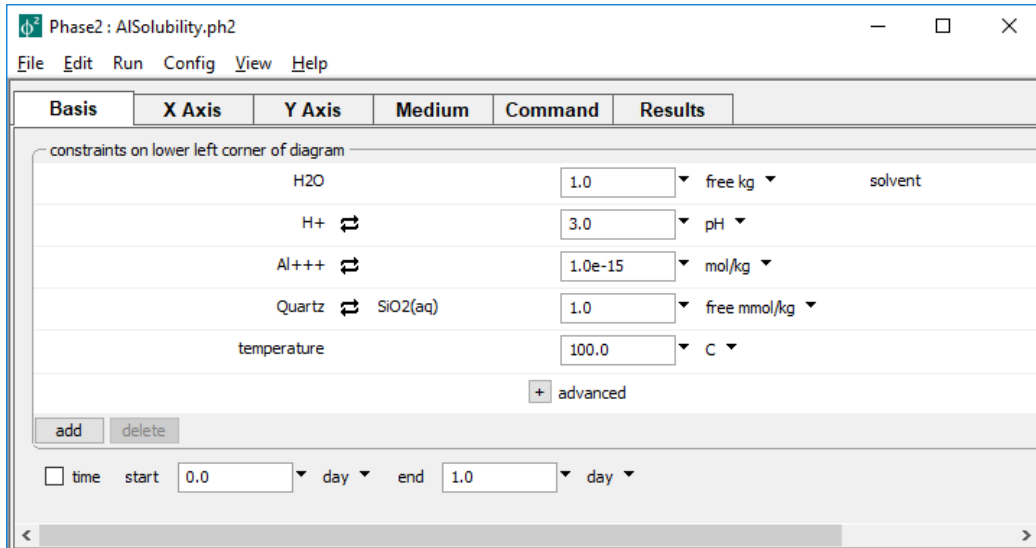 ϕ² Phase2 : AlSolubility.ph2
File Edit Run Config View Help
Basis X Axis Y Axis Medium Command Results
constraints on lower left corner of diagram
H2O 1.0 free kg solvent
H+ 3.0 pH
Al+++ 1.0e-15 mol/kg
Quartz SiO2(aq) 1.0 free mmol/kg
temperature 100.0 C
+ advanced
add delete
time start 0.0 day end 1.0 day